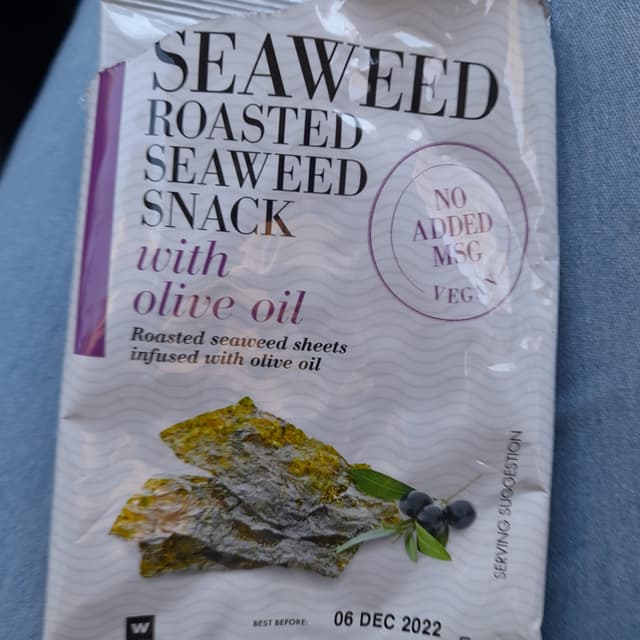 SEAWEED
ROASTED
SEAWEED
SNACK
with
olive oil
Roasted seaweed sheets
infused with olive oil
NO
ADDED
MSG
VEGAN
SERVING SUGGESTION
W
BEST BEFORE: 06 DEC 2022